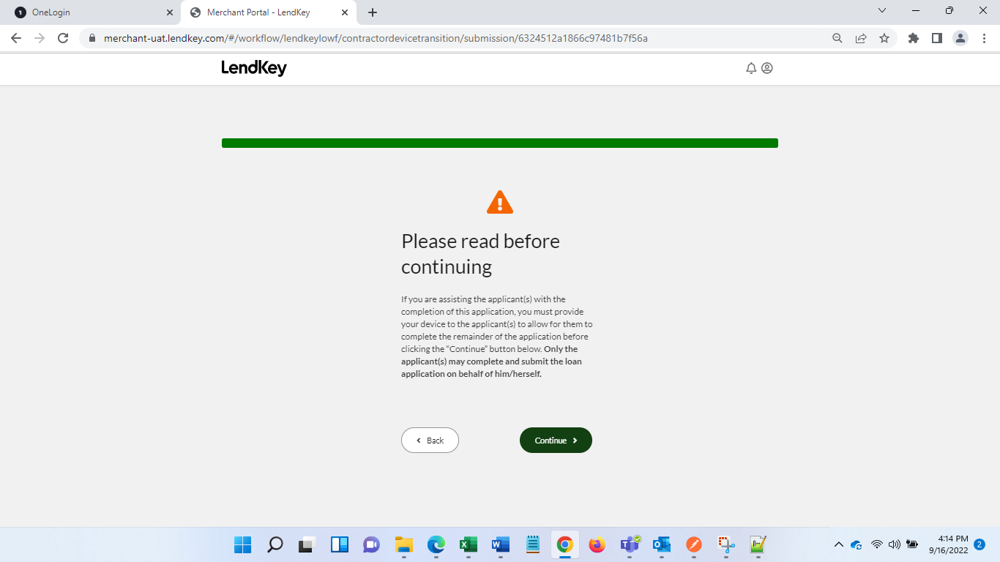 OneLogin
Merchant Portal - LendKey
merchant-uat.lendkey.com/#/workflow/lendkeylowf/contractordevicetransition/submission/6324512a1866c97481b7f56a
LendKey
Please read before
continuing
If you are assisting the applicant(s) with the
completion of this application, you must provide
your device to the applicant(s) to allow for them to
complete the remainder of the application before
clicking the “Continue” button below. Only the
applicant(s) may complete and submit the loan
application on behalf of him/herself.
Back
Continue
4:14 PM
9/16/2022
2